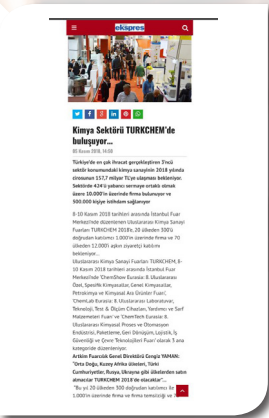 ekspres
Kimya Sektörü TURKCHEM'de
buluşuyor...
05 Kasım 2018, 14:00
Türkiye'de en çok ihracat gerçekleştiren 3'ncü
sektör konumundaki kimya sanayinin 2018 yılında
cirosunun 157,7 milyar TL'ye ulaşması bekleniyor.
Sektörde 424'ü yabancı sermaye ortaklı olmak
üzere 10.000'in üzerinde firma bulunuyor ve
300.000 kişiye istihdam sağlanıyor
8-10 Kasım 2018 tarihleri arasında İstanbul Fuar
Merkezi'nde düzenlenen Uluslararası Kimya Sanayi
Fuarları TURKCHEM 2018'e; 20 ülkeden 300'ü
doğrudan katılımcı 1.000'in üzerinde firma ve 70
ülkeden 12.000'i aşkın ziyaretçi katılımı
bekleniyor...
Uluslararası Kimya Sanayi Fuarları TURKCHEM, 8-
10 Kasım 2018 tarihleri arasında İstanbul Fuar
Merkezi'nde 'ChemShow Eurasia: 8. Uluslararası
Özel, Spesifik Kimyasallar, Genel Kimyasallar,
Petrokimya ve Kimyasal Ara Ürünler Fuarı',
'ChemLab Eurasia: 8. Uluslararası Laboratuvar,
Teknoloji, Test & Ölçüm Cihazları, Yardımcı ve Sarf
Malzemeleri Fuarı' ve 'ChemTech Eurasia: 8.
Uluslararası Kimyasal Proses ve Otomasyon
Endüstrisi, Paketleme, Geri Dönüşüm, Lojistik, İş
Güvenliği ve Çevre Teknolojileri Fuarı' olarak 3 ana
kategoride düzenleniyor.
Artkim Fuarcılık Genel Direktörü Cengiz YAMAN:
"Orta Doğu, Kuzey Afrika ülkeleri, Türki
Cumhuriyetler, Rusya, Ukrayna gibi ülkelerden satın
almacılar TURKCHEM 2018'de olacaklar"...
"Bu yıl 20 ülkeden 300 doğrudan katılımcı ile
1.000'in üzerinde firma ve firma temsilciği ve